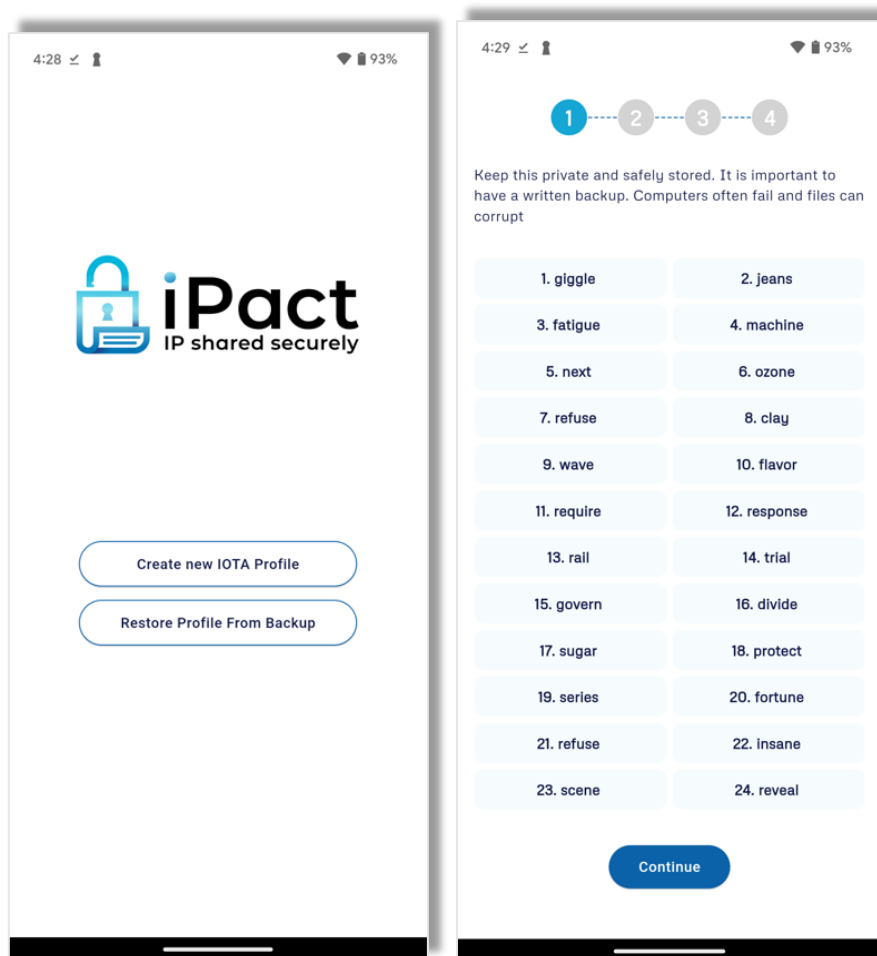 4:28
93%
iPact
IP shared securely
Create new IOTA Profile
Restore Profile From Backup
4:29
93%
1
2
3
4
Keep this private and safely stored. It is important to
have a written backup. Computers often fail and files can
corrupt
1. giggle
2. jeans
3. fatigue
4. machine
5. next
6. ozone
7. refuse
8. clay
9. wave
10. flavor
11. require
12. response
13. rail
14. trial
15. govern
16. divide
17. sugar
18. protect
19. series
20. fortune
21. refuse
22. insane
23. scene
24. reveal
Continue